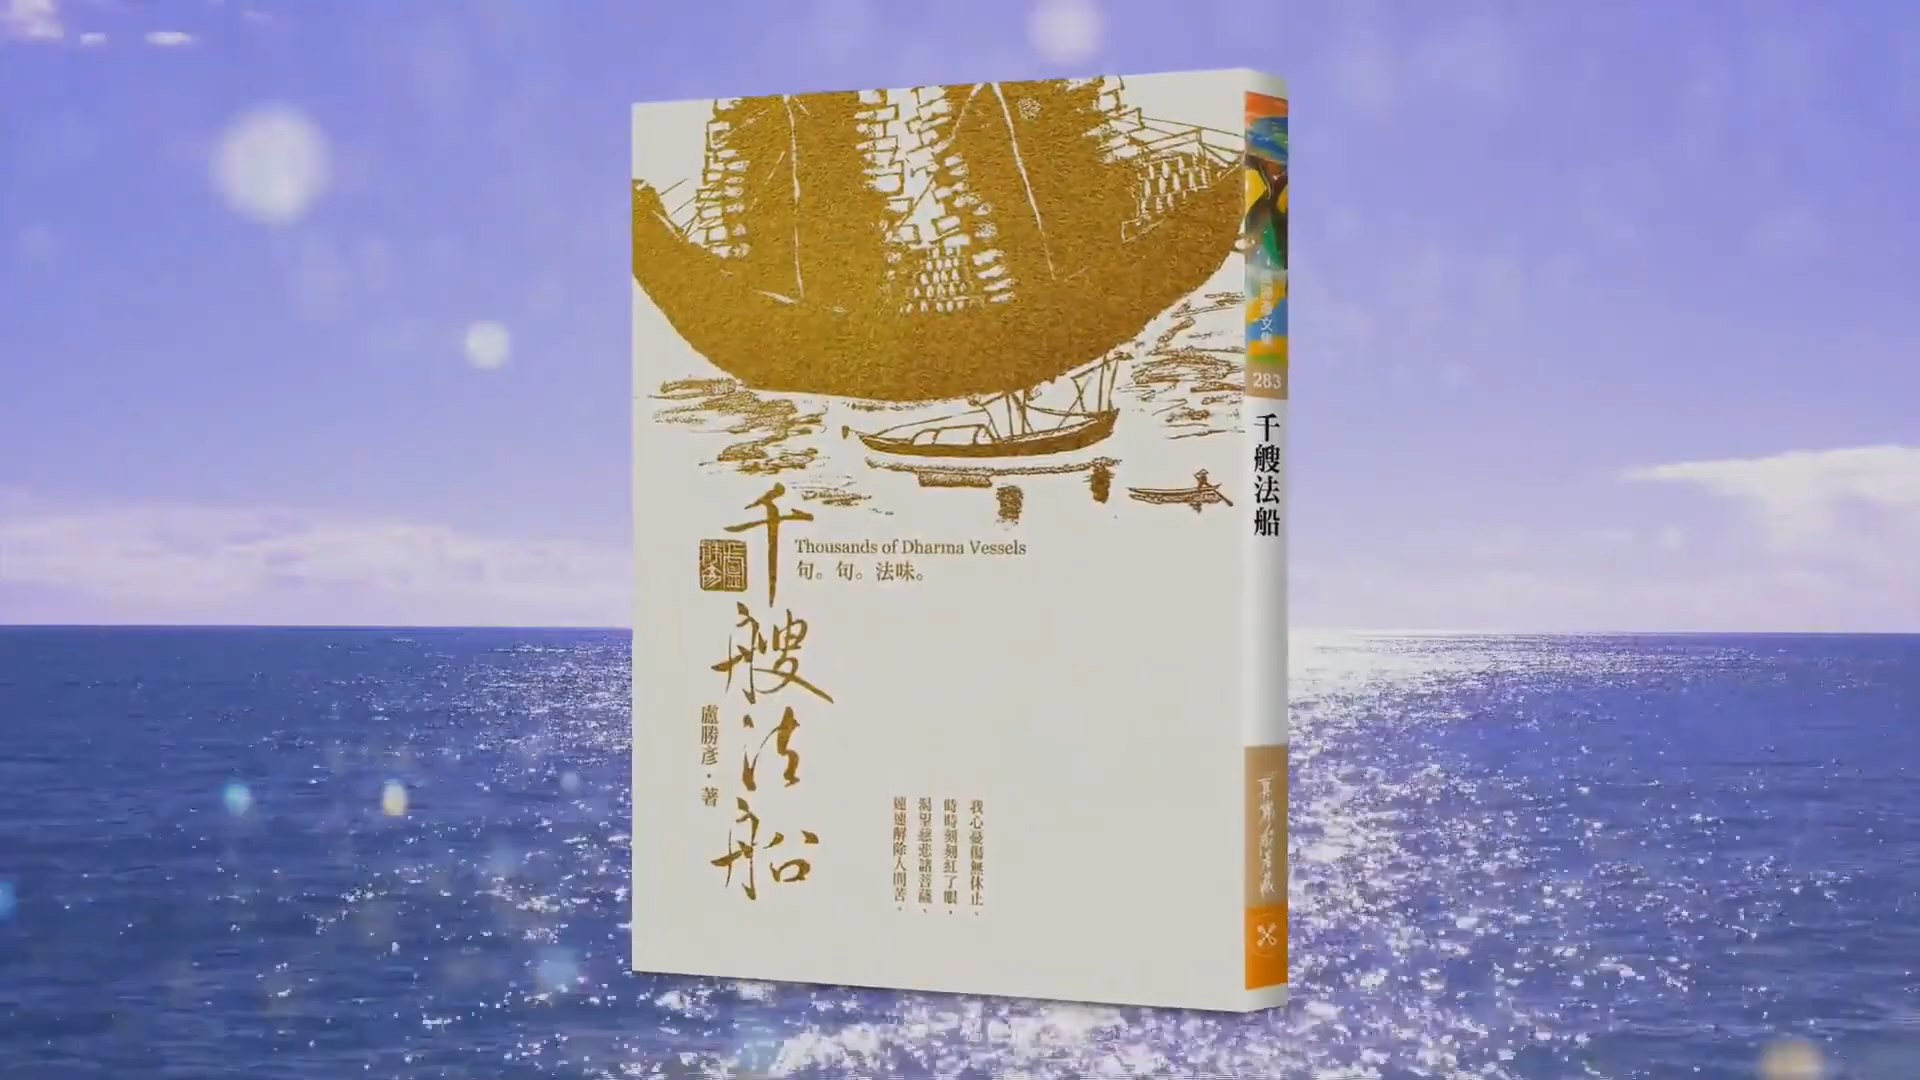 千艘法船
Thousands of Dharma Vessels
句。句。法味。
盧勝彥・著
我心憂傷無休止、
時時刻刻紅了眼，
渴望慈悲諸菩薩、
速速解除人間苦。
283
千艘法船